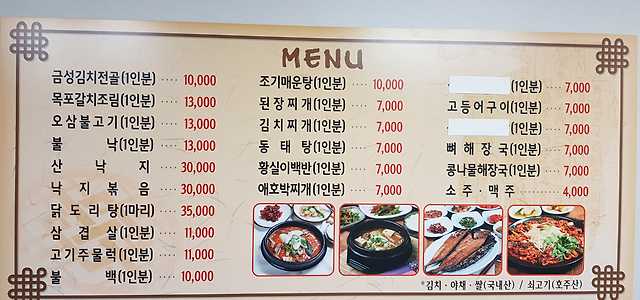 MENU
금성김치전골(1인분) ···· 10,000
목포갈치조림(1인분) ···· 13,000
오삼불고기(1인분) ···· 13,000
불 낙(1인분) ···· 13,000
산 낙 지 ···· 30,000
낙 지 볶 음 ···· 30,000
닭 도 리 탕(1마리) ···· 35,000
삼 겹 살(1인분) ···· 11,000
고기주물럭(1인분) ···· 11,000
불 백(1인분) ···· 10,000
조기매운탕(1인분) ···· 10,000
된 장 찌 개(1인분) ···· 7,000
김 치 찌 개(1인분) ···· 7,000
동 태 탕(1인분) ···· 7,000
황실이백반(1인분) ···· 7,000
애호박찌개(1인분) ···· 7,000
(1인분) ···· 7,000
고등어구이(1인분) ···· 7,000
(1인분) ···· 7,000
뼈 해 장 국(1인분) ···· 7,000
콩나물해장국(1인분) ···· 7,000
소 주 · 맥 주 4,000
*김치 · 야채 · 쌀(국내산) / 쇠고기(호주산)